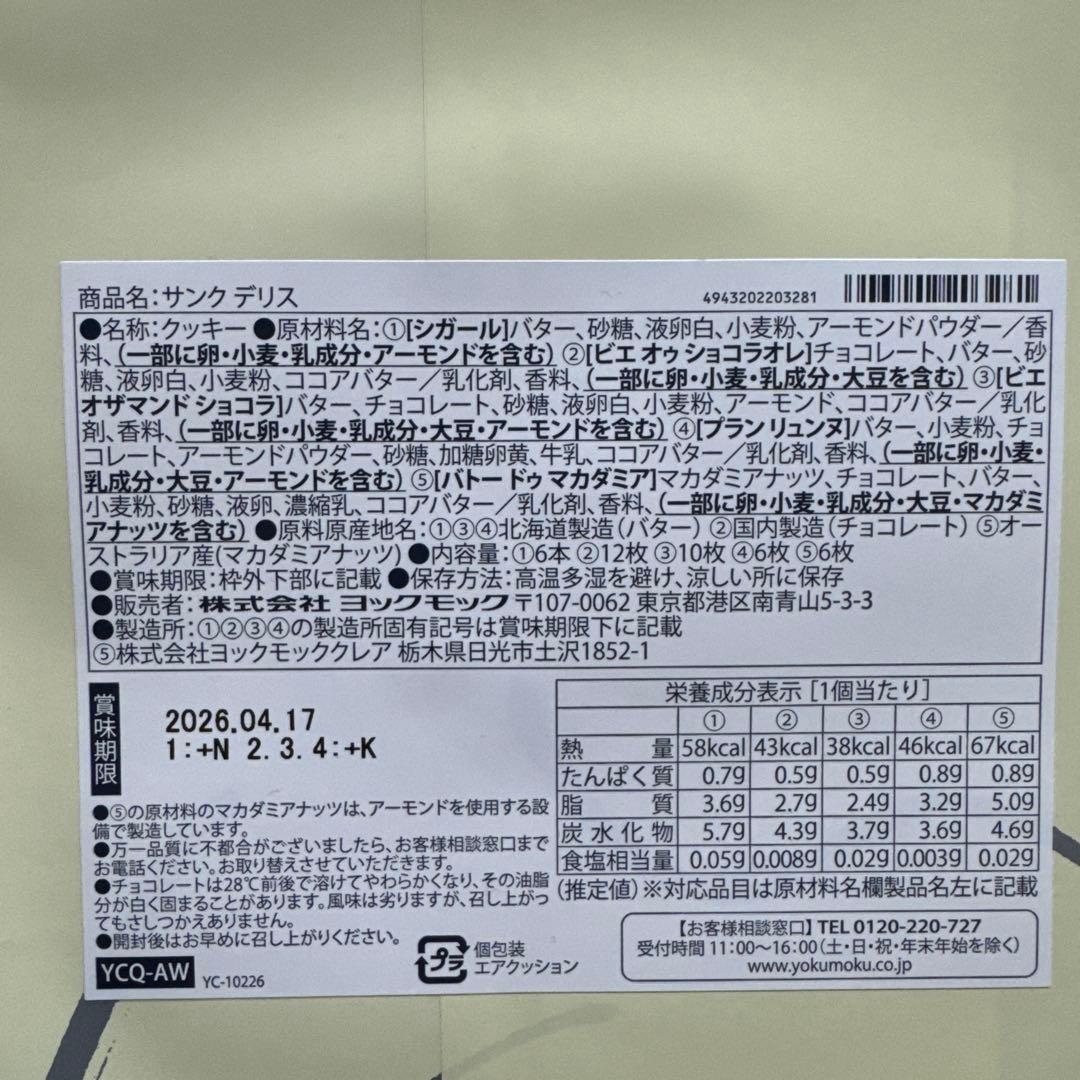 商品名:サンク デリス
4943202203281
●名称:クッキー ●原材料名:①[シガール]バター、砂糖、液卵白、小麦粉、アーモンドパウダー／香
料、(一部に卵・小麦・乳成分・アーモンドを含む) ②[ビエ オゥ ショコラオレ]チョコレート、バター、砂
糖、液卵白、小麦粉、ココアバター／乳化剤、香料、(一部に卵・小麦・乳成分・大豆を含む) ③[ビエ
オザマンド ショコラ]バター、チョコレート、砂糖、液卵白、小麦粉、アーモンド、ココアバター／乳化
剤、香料、(一部に卵・小麦・乳成分・大豆・アーモンドを含む) ④[プラン リュンヌ]バター、小麦粉、チョ
コレート、アーモンドパウダー、砂糖、加糖卵黄、牛乳、ココアバター／乳化剤、香料、(一部に卵・小麦・
乳成分・大豆・アーモンドを含む) ⑤[バトー ドゥ マカダミア]マカダミアナッツ、チョコレート、バター、
小麦粉、砂糖、液卵、濃縮乳、ココアバター／乳化剤、香料、(一部に卵・小麦・乳成分・大豆・マカダミ
アナッツを含む) ●原料原産地名:①③④北海道製造(バター) ②国内製造(チョコレート) ⑤オー
ストラリア産(マカダミアナッツ) ●内容量:①6本 ②12枚 ③10枚 ④6枚 ⑤6枚
●賞味期限:枠外下部に記載 ●保存方法:高温多湿を避け、涼しい所に保存
●販売者:株式会社 ヨックモック 〒107-0062 東京都港区南青山5-3-3
●製造所:①②③④の製造所固有記号は賞味期限下に記載
⑤株式会社ヨックモッククレア 栃木県日光市土沢1852-1
賞味期限
2026.04.17
1:+N 2.3.4:+K
●⑤の原材料のマカダミアナッツは、アーモンドを使用する設
備で製造しています。
●万一品質に不都合がございましたら、お客様相談窓口まで
お電話ください。お取り替えさせていただきます。
●チョコレートは28℃前後で溶けてやわらかくなり、その油脂
分が白く固まることがあります。風味は劣りますが、召し上がっ
てもさしつかえありません。
●開封後はお早めに召し上がりください。
YCQ-AW YC-10226
プラ
個包装
エアクッション
栄養成分表示 [1個当たり]
① ② ③ ④ ⑤
熱量 58kcal 43kcal 38kcal 46kcal 67kcal
たんぱく質 0.7g 0.5g 0.5g 0.8g 0.8g
脂質 3.6g 2.7g 2.4g 3.2g 5.0g
炭水化物 5.7g 4.3g 3.7g 3.6g 4.6g
食塩相当量 0.05g 0.008g 0.02g 0.003g 0.02g
(推定値)※対応品目は原材料名欄製品名左に記載
【お客様相談窓口】TEL 0120-220-727
受付時間 11:00～16:00(土・日・祝・年末年始を除く)
www.yokumoku.co.jp